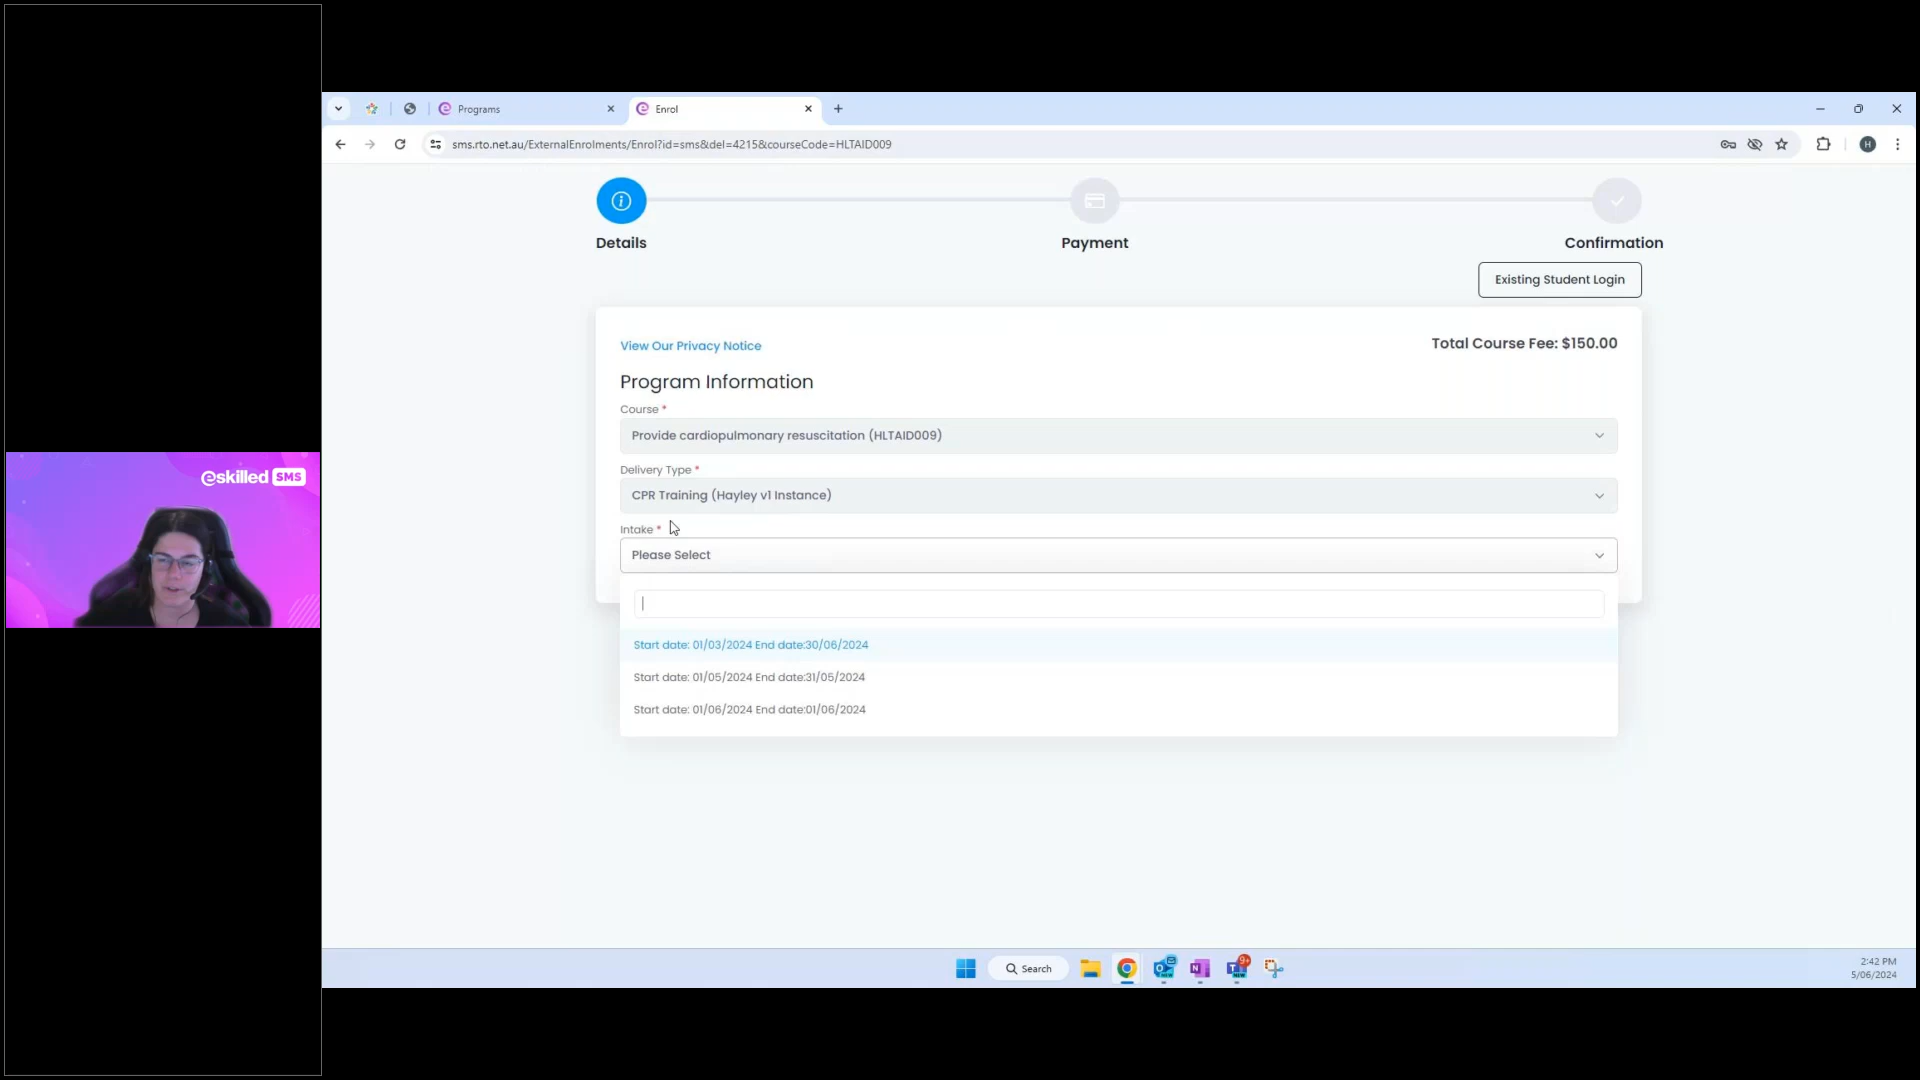 Programs
Enrol
sms.rto.net.au/ExternalEnrolments/Enrol?id=sms&del=4215&courseCode=HLTAID009
H
Details
Payment
Confirmation
Existing Student Login
View Our Privacy Notice
Total Course Fee: $150.00
Program Information
Course *
Provide cardiopulmonary resuscitation (HLTAID009)
Delivery Type *
CPR Training (Hayley v1 Instance)
Intake *
Please Select
Start date: 01/03/2024 End date:30/06/2024
Start date: 01/05/2024 End date:31/05/2024
Start date: 01/06/2024 End date:01/06/2024
eskilled SMS
Search
9+
2:42 PM
5/06/2024